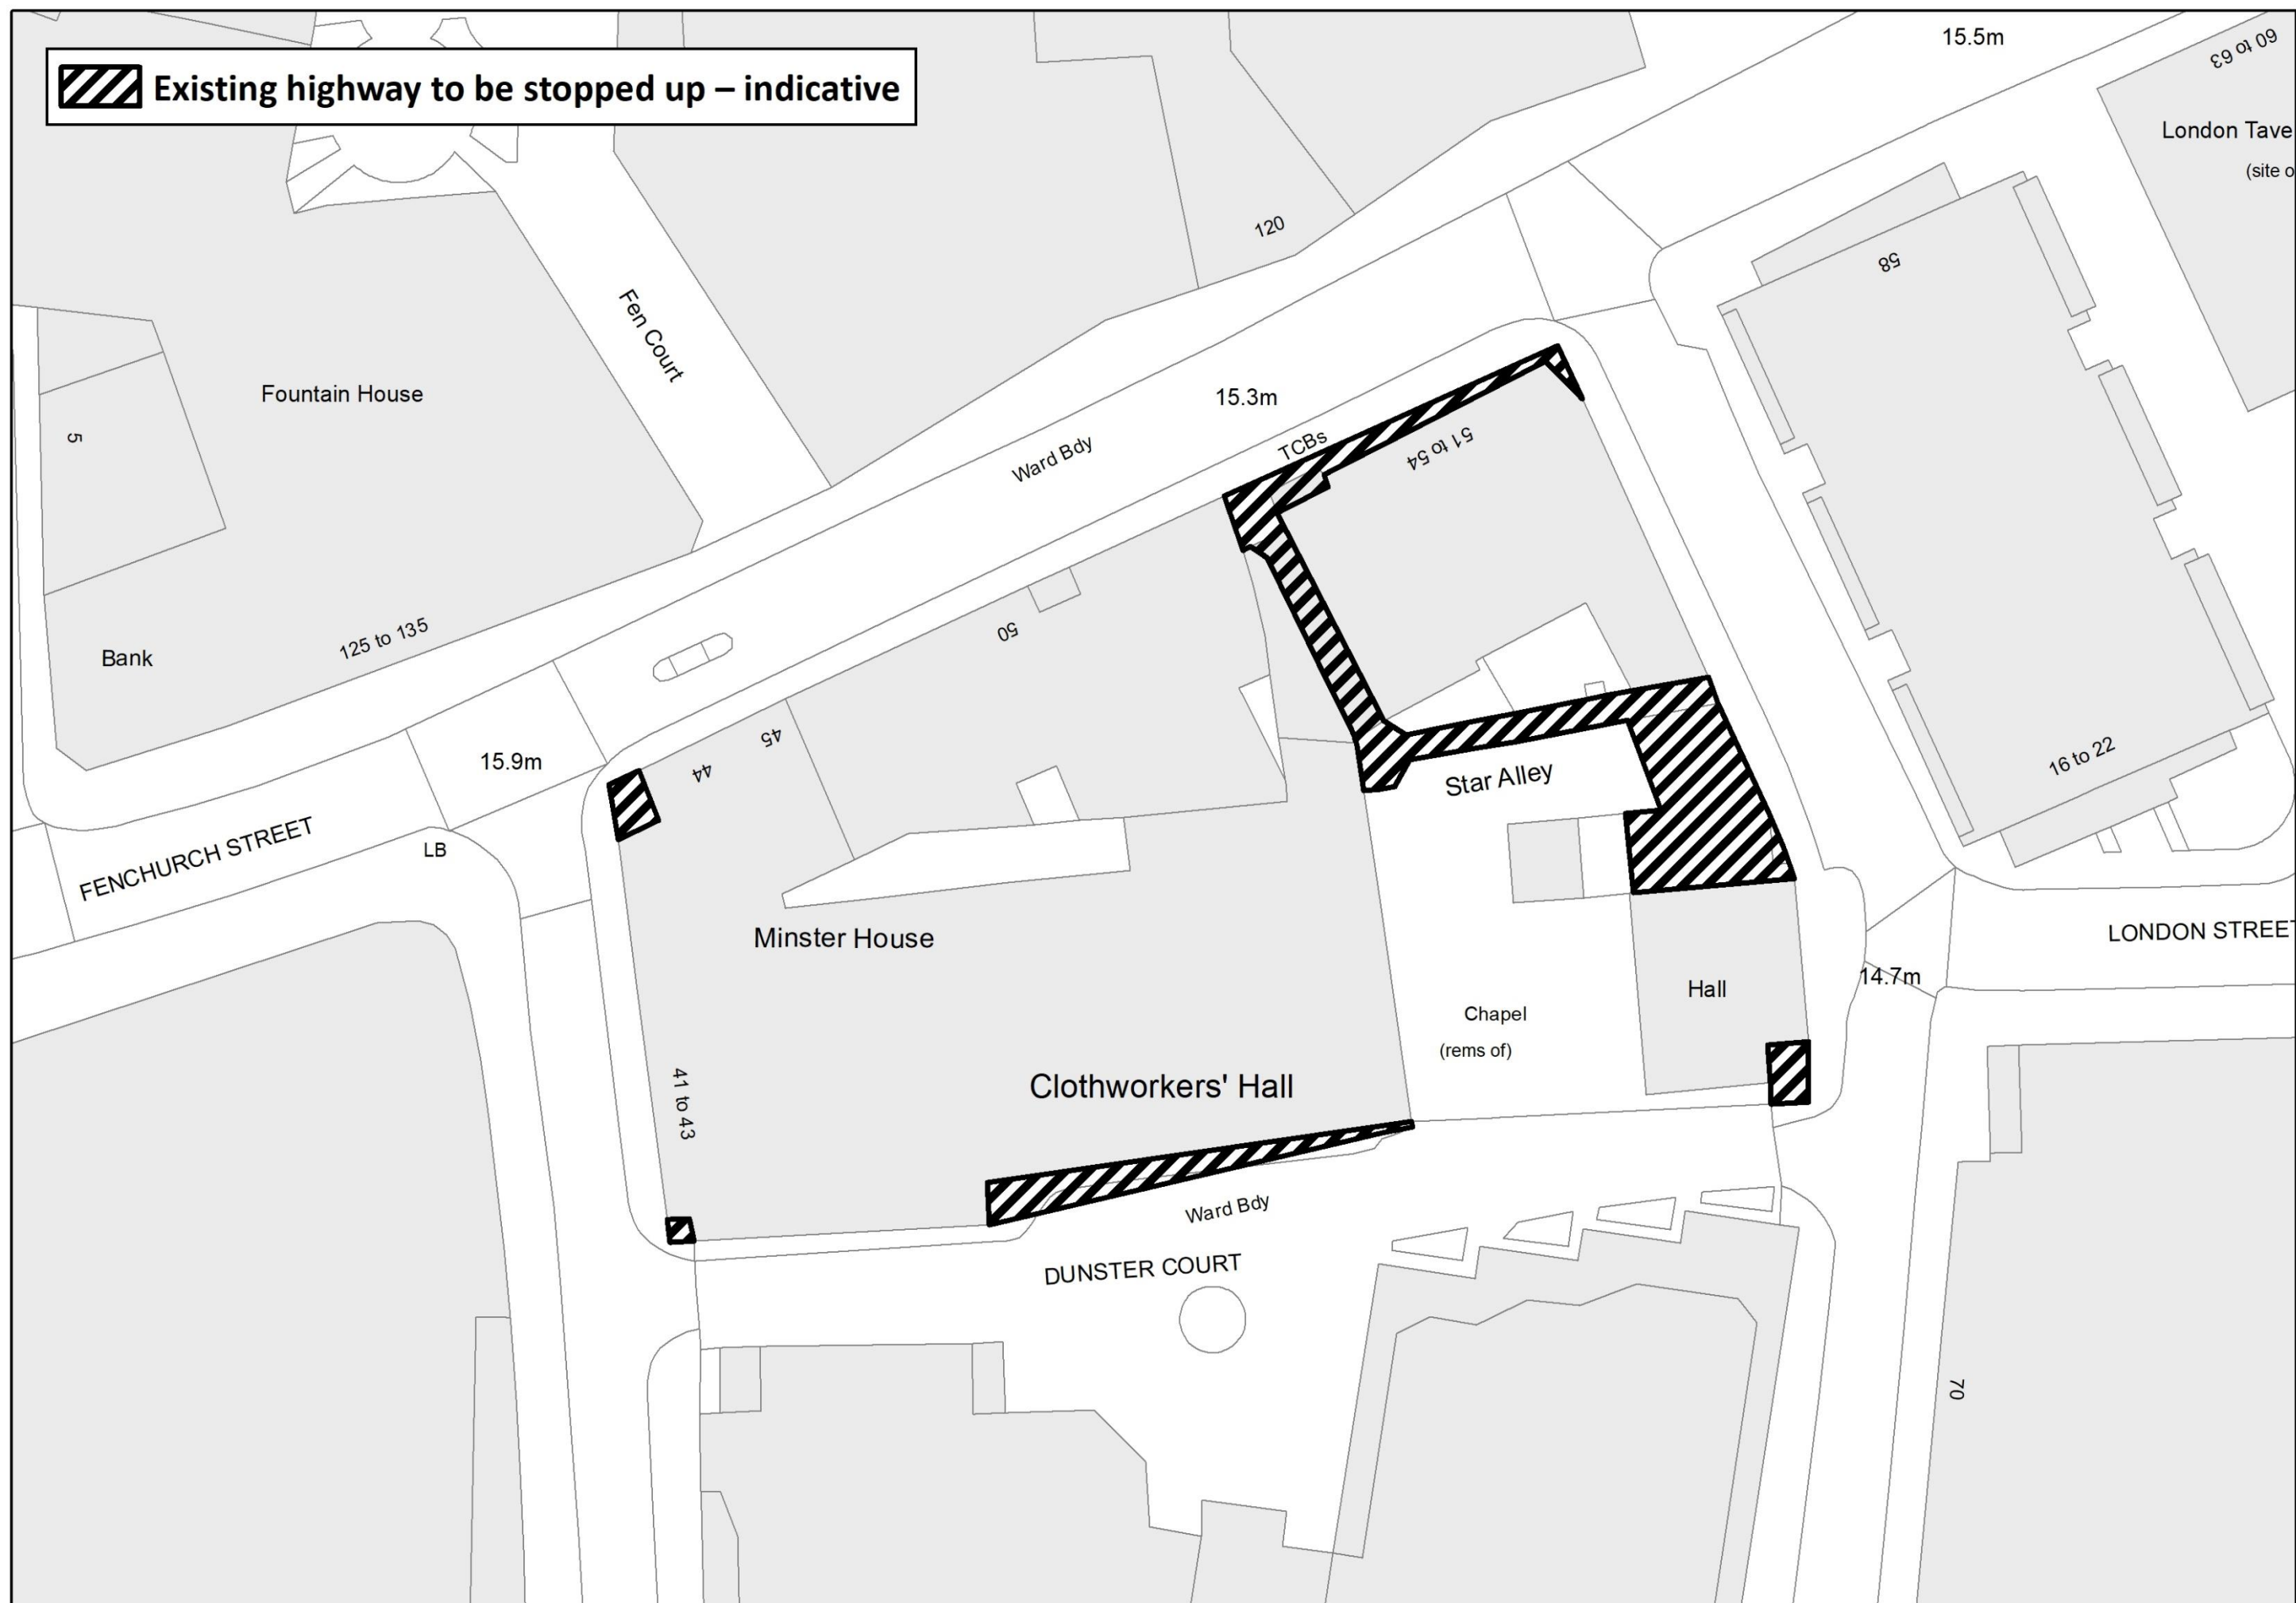 Existing highway to be stopped up – indicative
15.5m
60 to 63
London Tave
(site o
120
58
Fen Court
Fountain House
15.3m
5
TCBs
51 to 54
Ward Bdy
50
125 to 135
Bank
45
44
15.9m
16 to 22
Star Alley
FENCHURCH STREET
LB
Minster House
LONDON STREET
14.7m
Hall
Chapel
(rems of)
Clothworkers' Hall
41 to 43
Ward Bdy
DUNSTER COURT
70